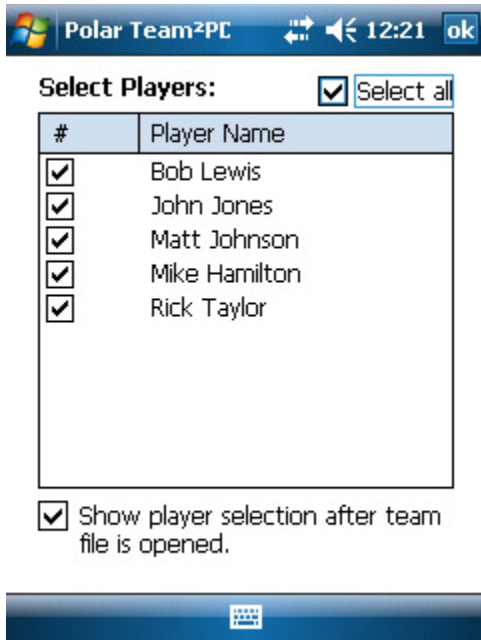 Polar Team²PC 12:21 ok
Select Players: Select all
# Player Name
Bob Lewis
John Jones
Matt Johnson
Mike Hamilton
Rick Taylor
Show player selection after team
file is opened.